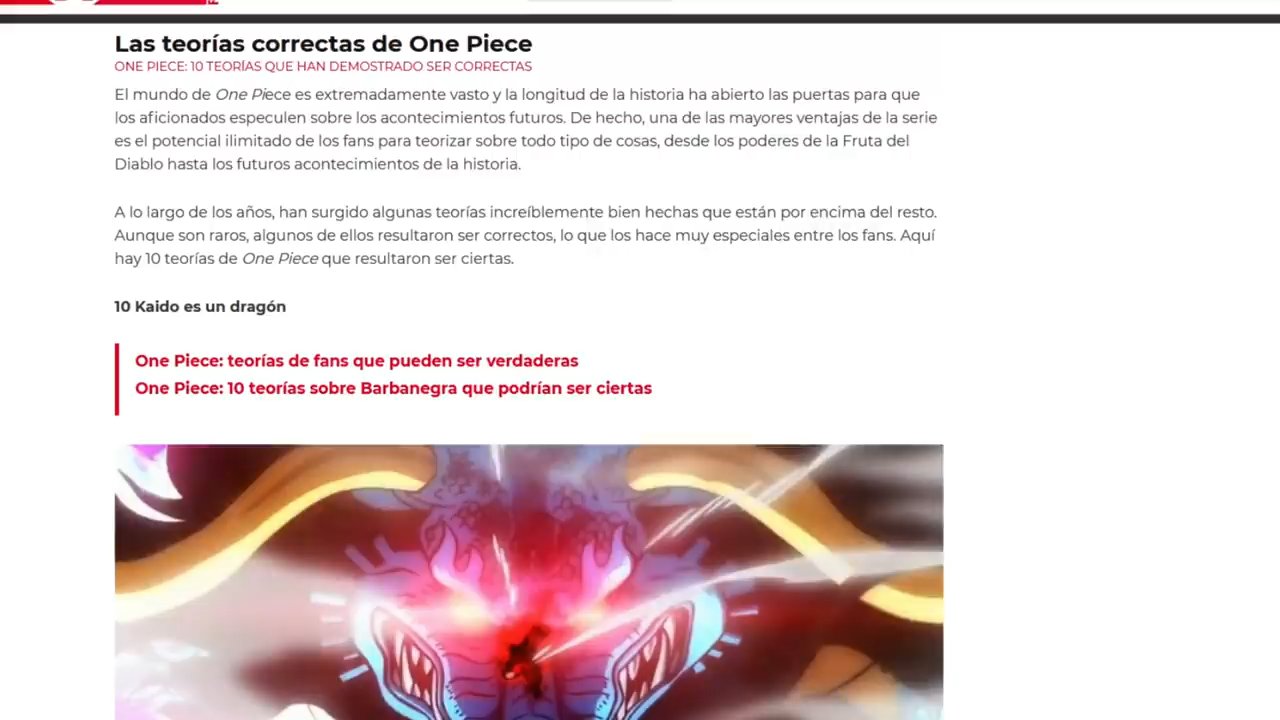 Las teorías correctas de One Piece
ONE PIECE: 10 TEORÍAS QUE HAN DEMOSTRADO SER CORRECTAS
El mundo de One Piece es extremadamente vasto y la longitud de la historia ha abierto las puertas para que
los aficionados especulen sobre los acontecimientos futuros. De hecho, una de las mayores ventajas de la serie
es el potencial ilimitado de los fans para teorizar sobre todo tipo de cosas, desde los poderes de la Fruta del
Diablo hasta los futuros acontecimientos de la historia.
A lo largo de los años, han surgido algunas teorías increíblemente bien hechas que están por encima del resto.
Aunque son raros, algunos de ellos resultaron ser correctos, lo que los hace muy especiales entre los fans. Aquí
hay 10 teorías de One Piece que resultaron ser ciertas.
10 Kaido es un dragón
One Piece: teorías de fans que pueden ser verdaderas
One Piece: 10 teorías sobre Barbanegra que podrían ser ciertas